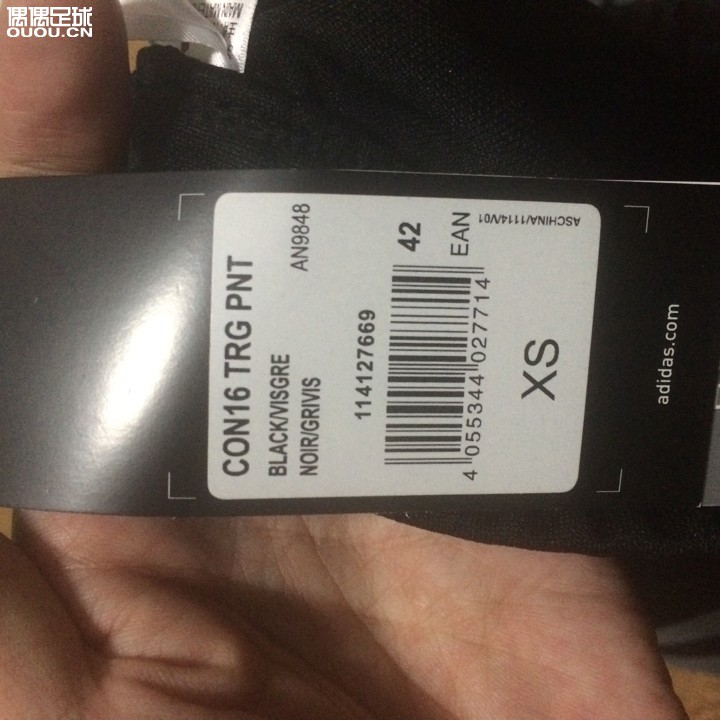 偶偶足球
OUOU.CN
CON16 TRG PNT
AN9848
BLACK/VISGRE
NOIR/GRIVIS
114127669
42
EAN
4 055344 027714
XS
ASCHINA/1114/V01
adidas.com